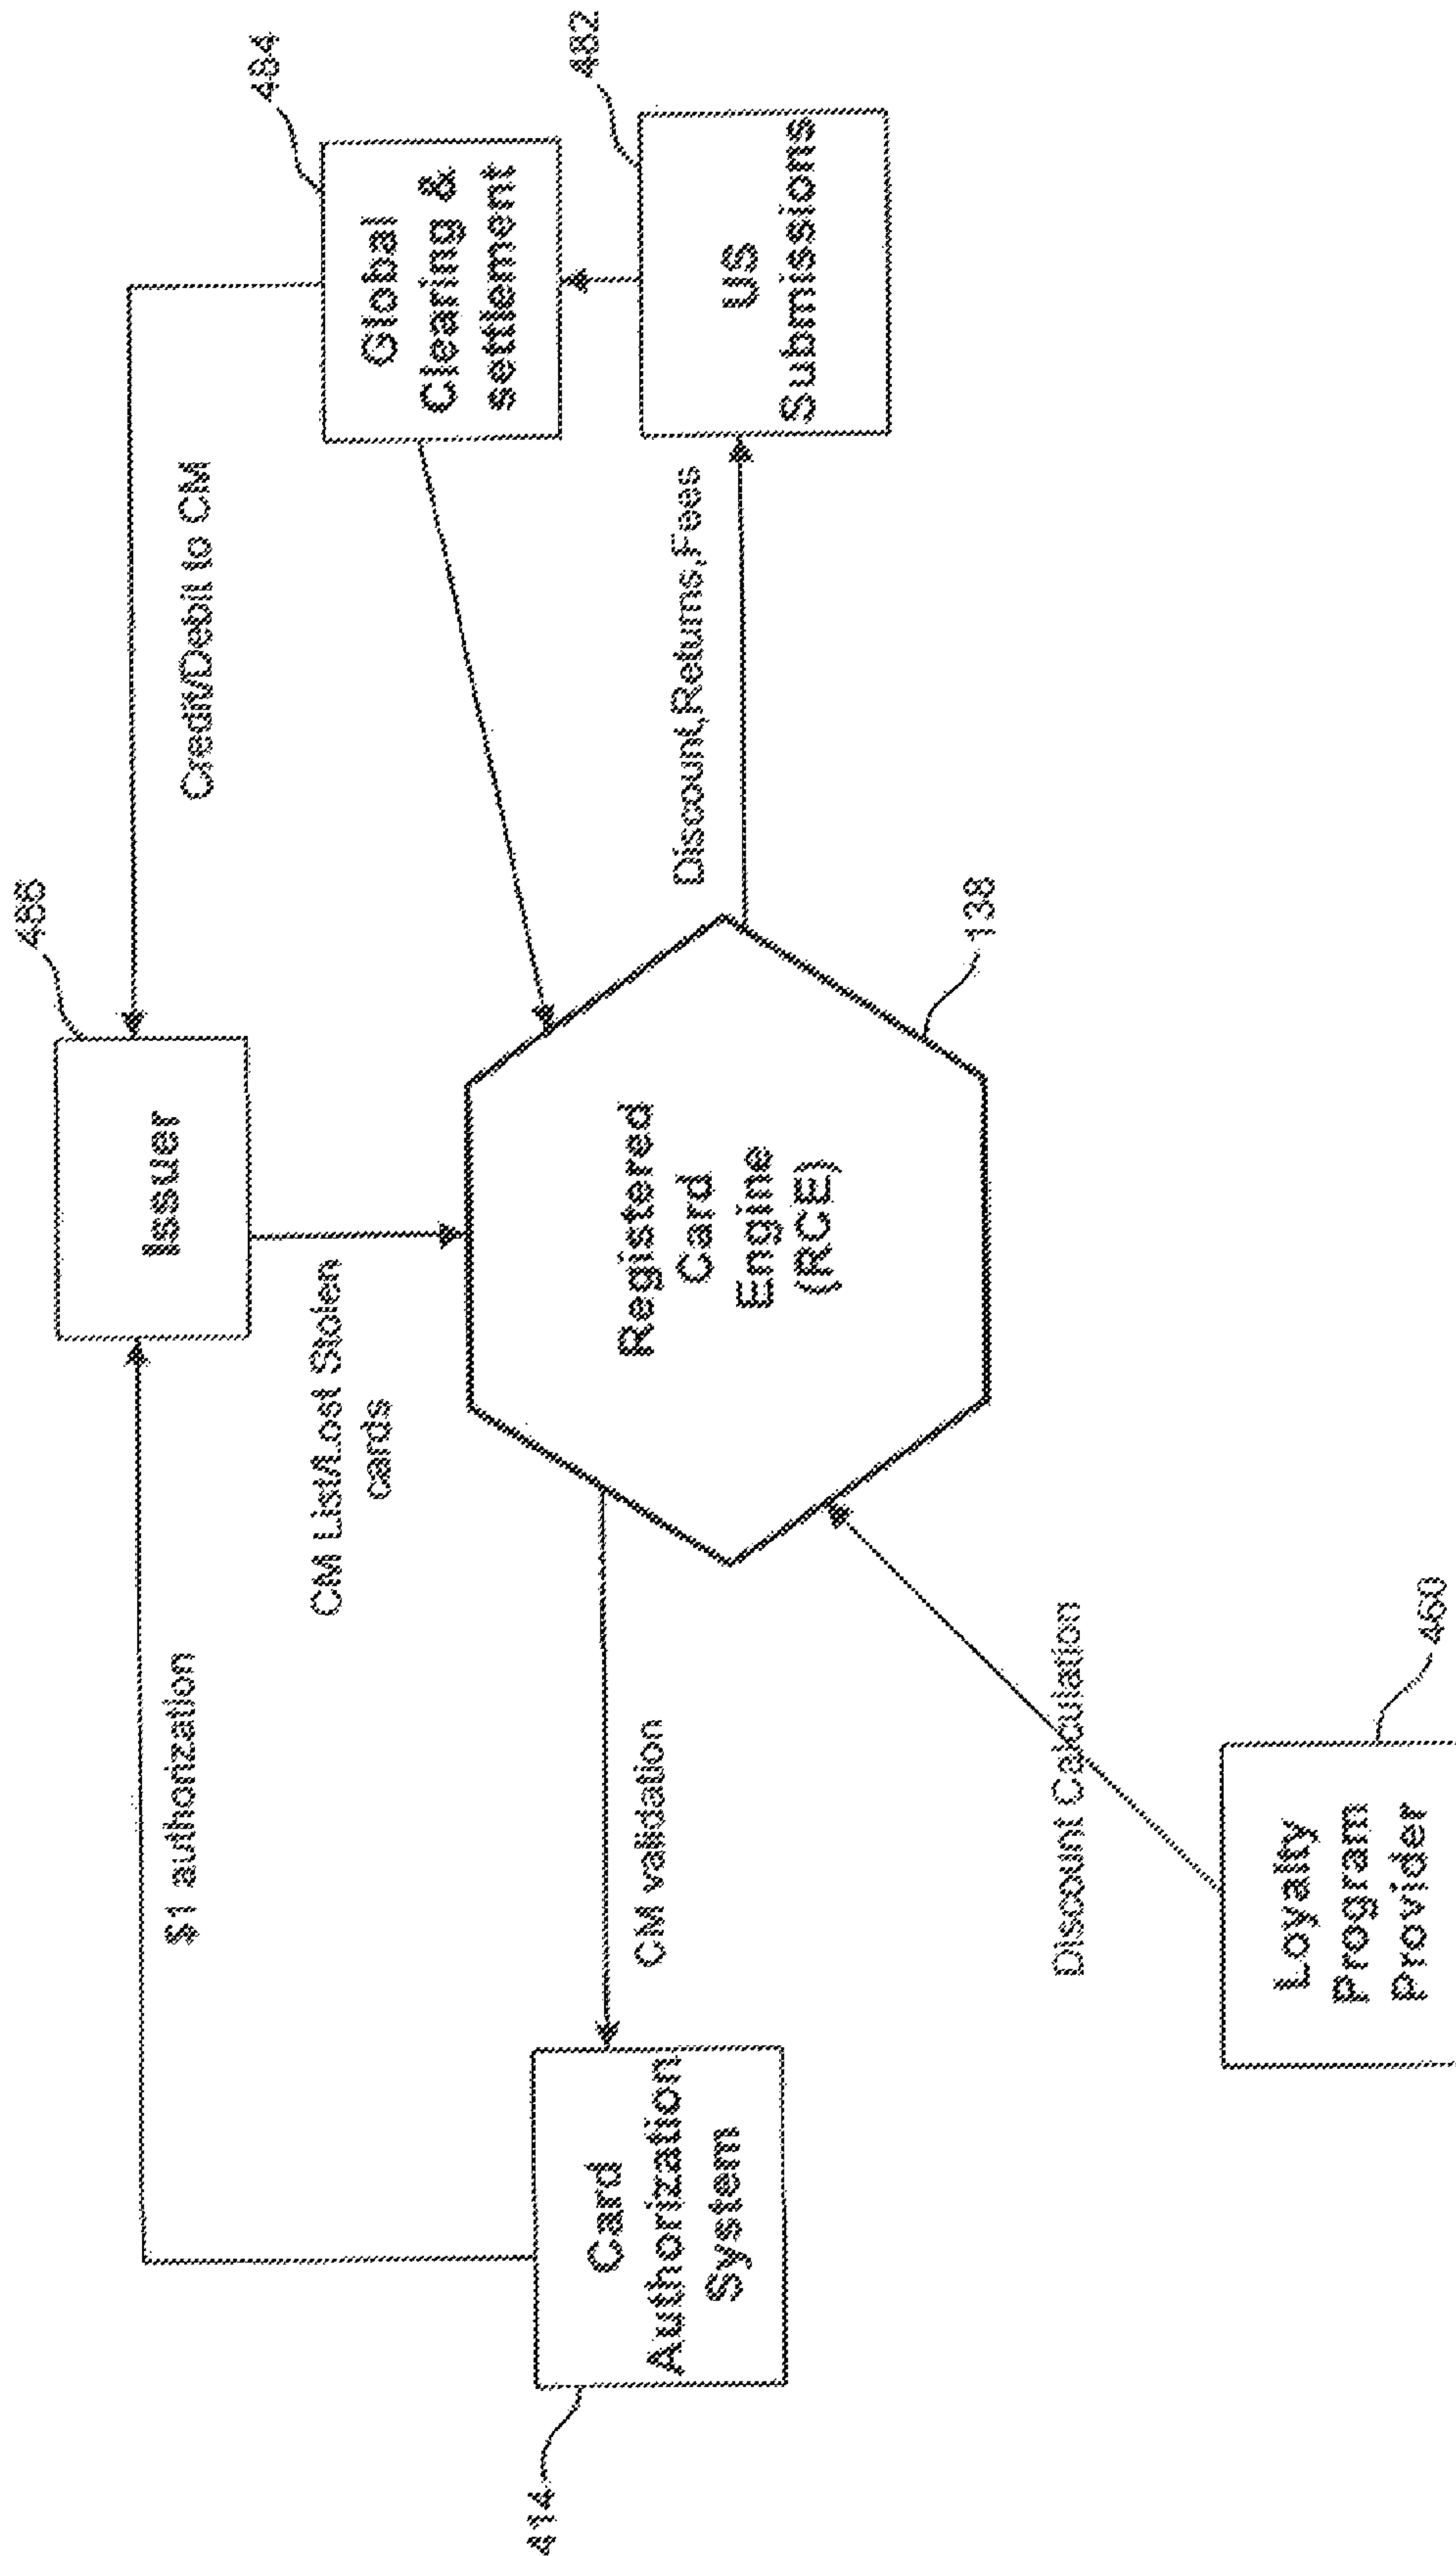 486
Issuer
484
Global
Clearing &
settlement
482
US
Submissions
$1 authorization
CM List/Lost Stolen
cards
Credit/Debit to CM
Discount,Returns,Fees
Registered
Card
Engine
(RCE)
138
CM validation
Card
Authorization
System
414
Discount Calculation
Loyalty
Program
Provider
460